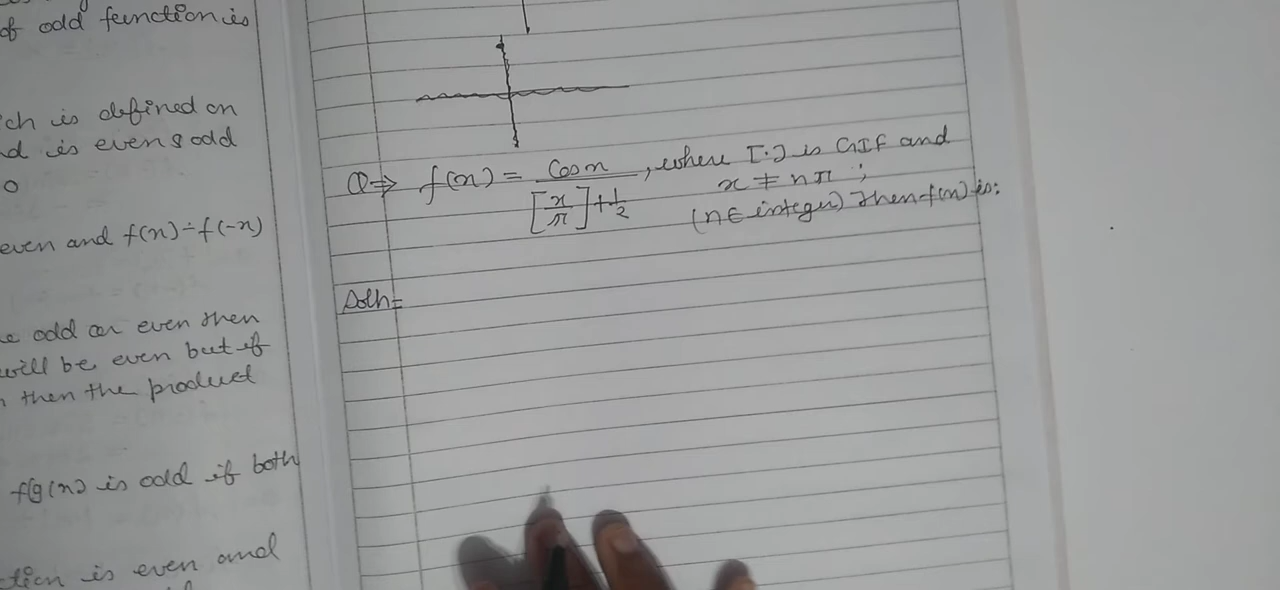 of odd function is
ch is defined on
d is even & odd
o
even and f(x) = f(-x)
e odd or even then
will be even but if
then the product
f(g(x) is odd if both
ction is even and
Q⇒ f(x) = Cos x / [x/π] + 1/2 , where [.] is GIF and
x ≠ nπ ;
(n ∈ integer) then f(x) is:
Soln=